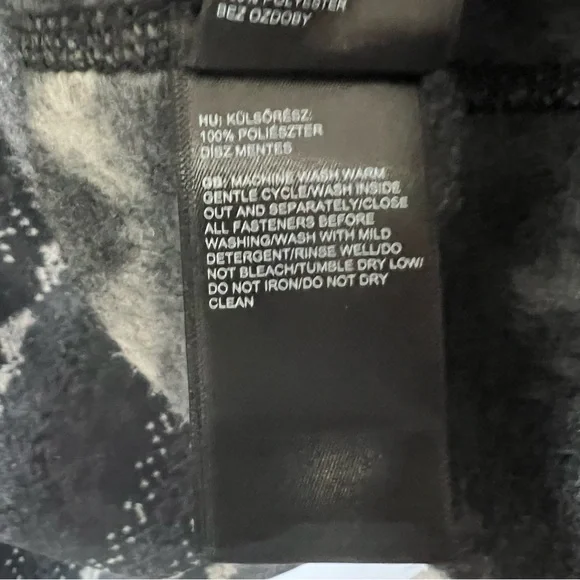 POLYESTER
BEZ OZDOBY
HU: KÜLSŐRÉSZ:
100% POLIÉSZTER
DÍSZ MENTES
GB: MACHINE WASH WARM
GENTLE CYCLE/WASH INSIDE
OUT AND SEPARATELY/CLOSE
ALL FASTENERS BEFORE
WASHING/WASH WITH MILD
DETERGENT/RINSE WELL/DO
NOT BLEACH/TUMBLE DRY LOW/
DO NOT IRON/DO NOT DRY
CLEAN